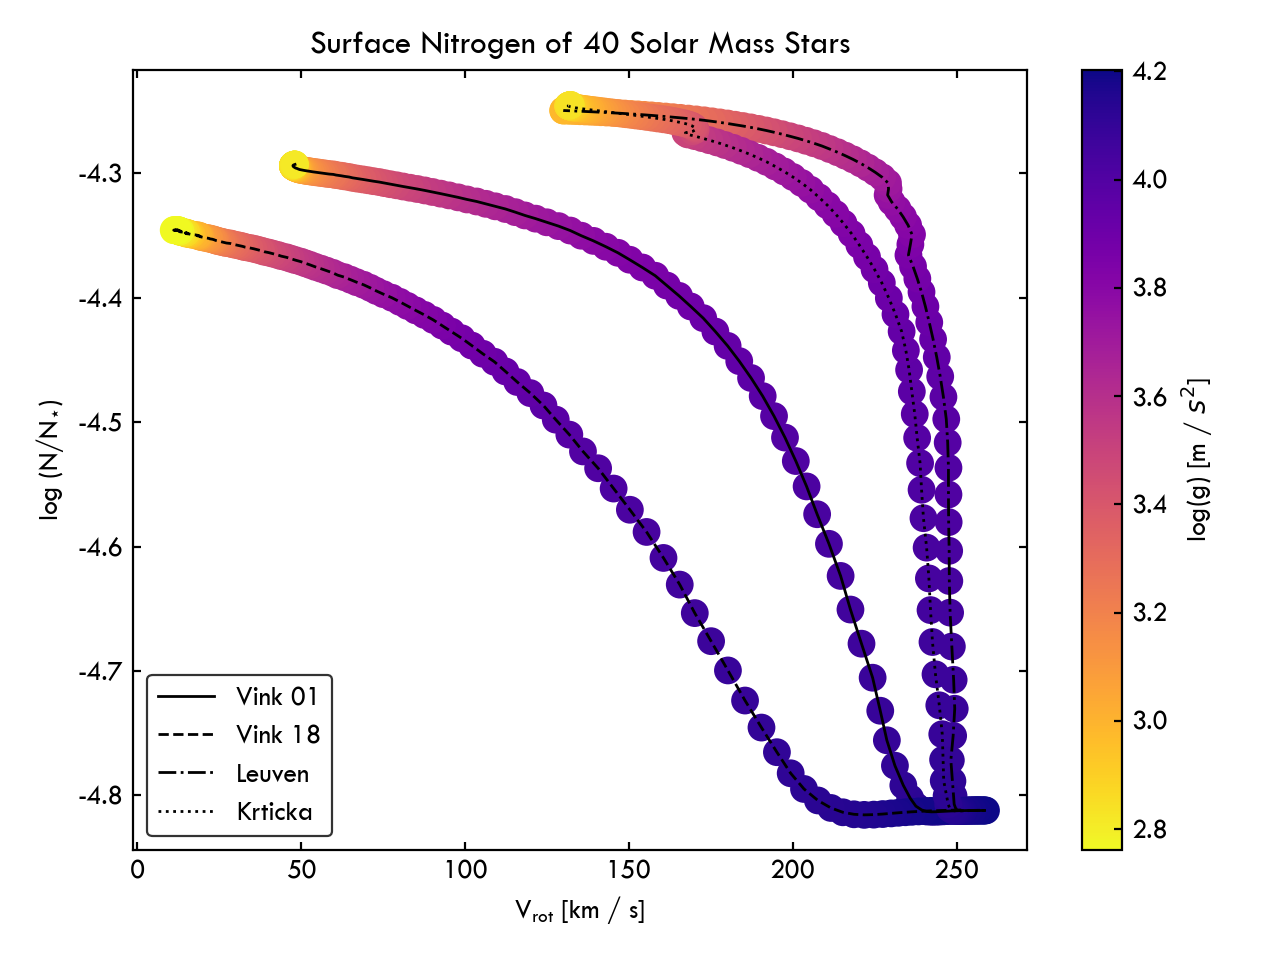 Surface Nitrogen of 40 Solar Mass Stars
log (N/N⋆)
-4.3
-4.4
-4.5
-4.6
-4.7
-4.8
Vink 01
Vink 18
Leuven
Krticka
0 50 100 150 200 250
V_rot [km / s]
4.2
4.0
3.8
3.6
3.4
3.2
3.0
2.8
log(g) [m / s²]